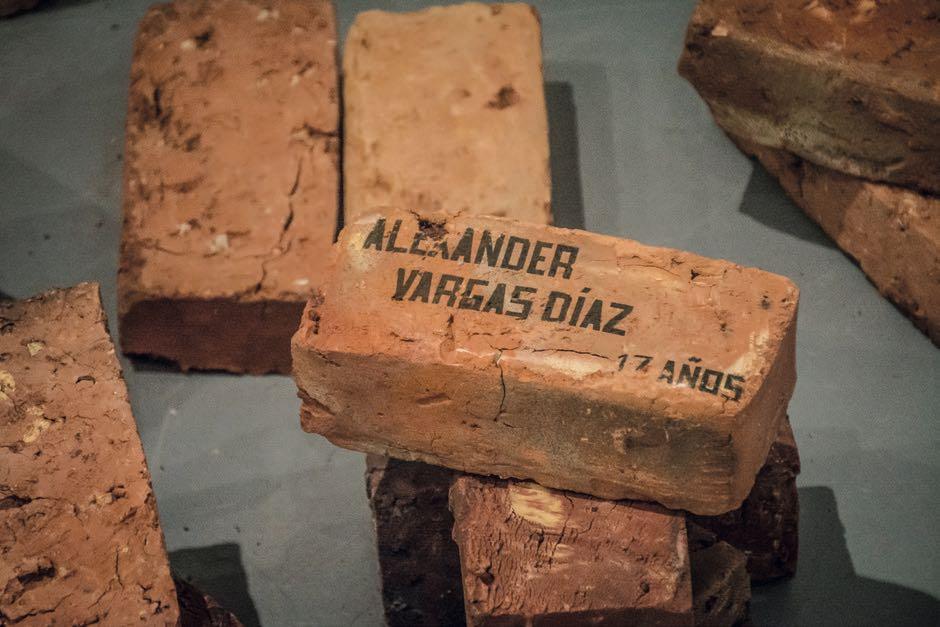 ALEXANDER
VARGAS DÍAZ
17 AÑOS